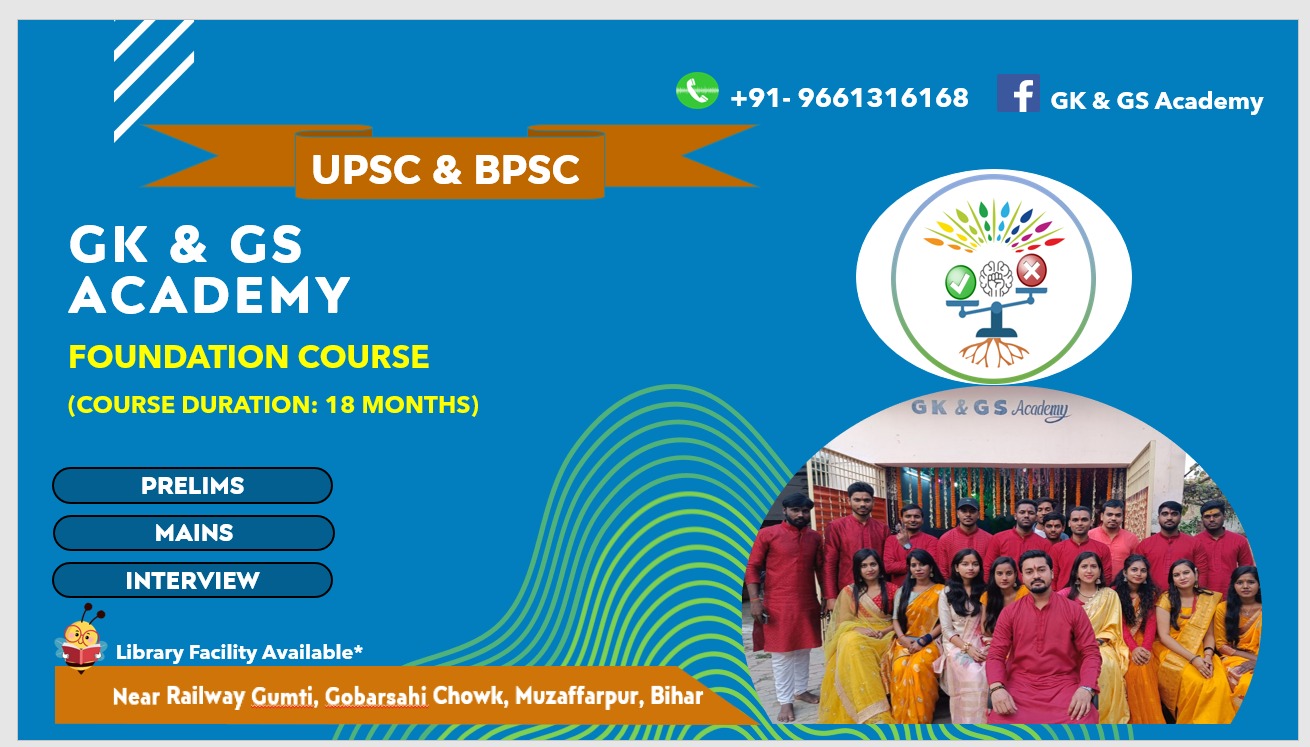 +91- 9661316168
GK & GS Academy
UPSC & BPSC
GK & GS
ACADEMY
FOUNDATION COURSE
(COURSE DURATION: 18 MONTHS)
PRELIMS
MAINS
INTERVIEW
Library Facility Available*
Near Railway Gumti, Gobarsahi Chowk, Muzaffarpur, Bihar
GK & GS Academy